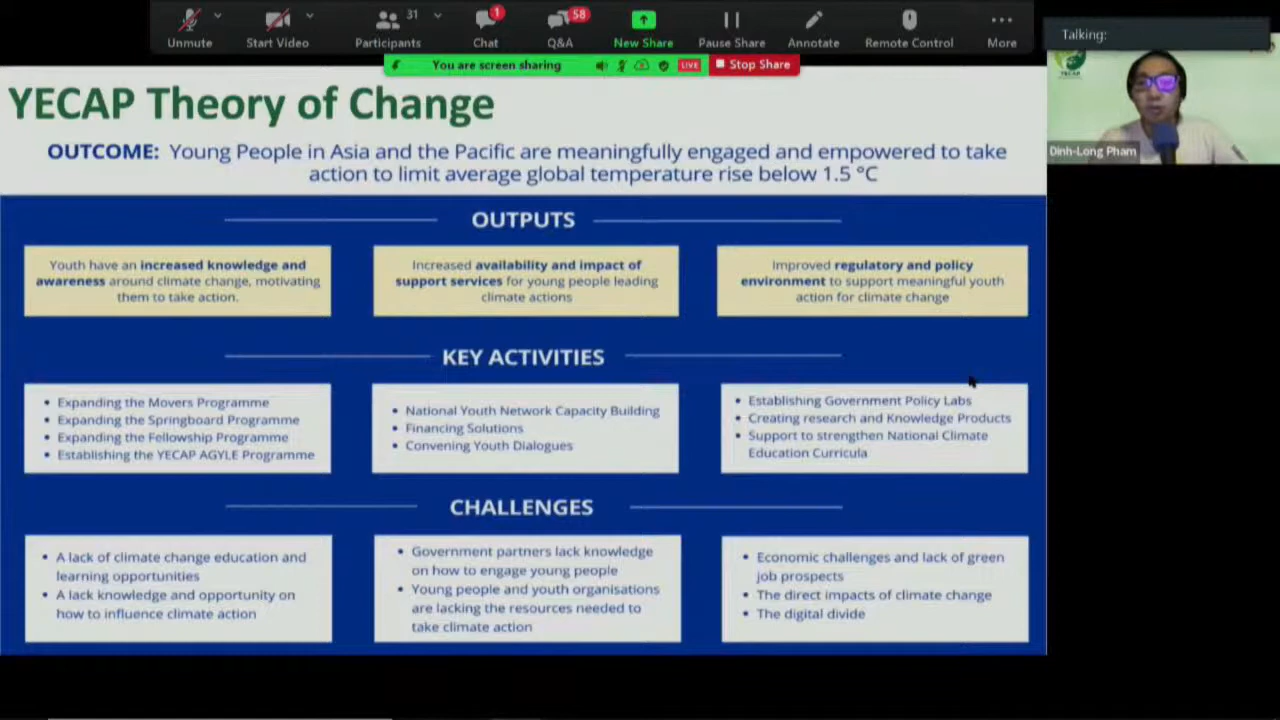 31
1
58
Unmute
Start Video
Participants
Chat
Q&A
New Share
Pause Share
Annotate
Remote Control
More
Talking:
You are screen sharing
LIVE
Stop Share
YECAP
Dinh-Long Pham
YECAP Theory of Change
OUTCOME: Young People in Asia and the Pacific are meaningfully engaged and empowered to take
action to limit average global temperature rise below 1.5 °C
OUTPUTS
Youth have an increased knowledge and
awareness around climate change, motivating
them to take action.
Increased availability and impact of
support services for young people leading
climate actions
Improved regulatory and policy
environment to support meaningful youth
action for climate change
KEY ACTIVITIES
• Expanding the Movers Programme
• Expanding the Springboard Programme
• Expanding the Fellowship Programme
• Establishing the YECAP AGYLE Programme
• National Youth Network Capacity Building
• Financing Solutions
• Convening Youth Dialogues
• Establishing Government Policy Labs
• Creating research and Knowledge Products
• Support to strengthen National Climate
Education Curricula
CHALLENGES
• A lack of climate change education and
learning opportunities
• A lack knowledge and opportunity on
how to influence climate action
• Government partners lack knowledge
on how to engage young people
• Young people and youth organisations
are lacking the resources needed to
take climate action
• Economic challenges and lack of green
job prospects
• The direct impacts of climate change
• The digital divide